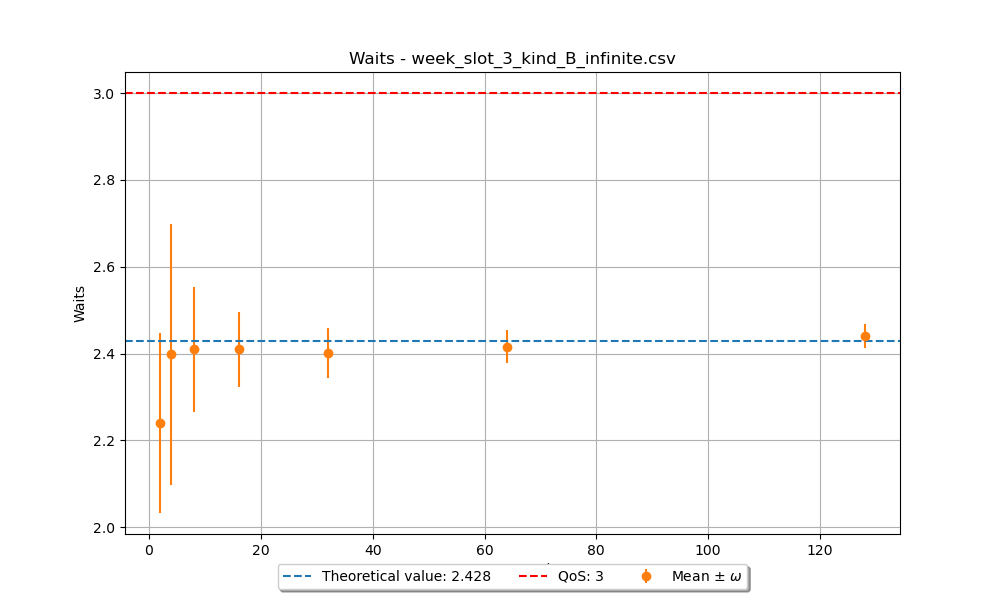 Waits - week_slot_3_kind_B_infinite.csv
3.0
2.8
2.6
2.4
2.2
2.0
Waits
0 20 40 60 80 100 120
Theoretical value: 2.428 QoS: 3 Mean ± ω